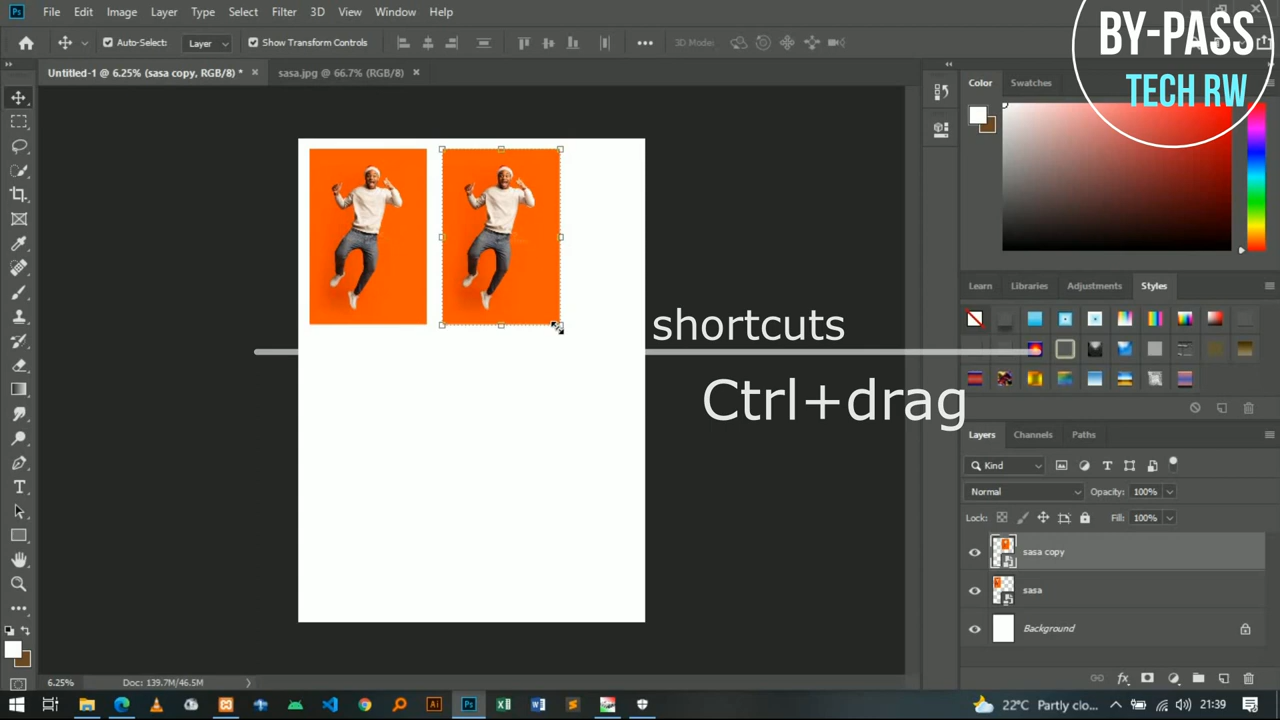 File Edit Image Layer Type Select Filter 3D View Window Help
BY-PASS
TECH RW
Auto-Select: Layer Show Transform Controls 3D Mode:
Untitled-1 @ 6.25% (sasa copy, RGB/8) * sasa.jpg @ 66.7% (RGB/8)
Color Swatches
Learn Libraries Adjustments Styles
shortcuts
Ctrl+drag
Layers Channels Paths
Kind
Normal Opacity: 100%
Lock: Fill: 100%
sasa copy
sasa
Background
6.25% Doc: 139.7M/46.5M
22°C Partly clo... 21:39